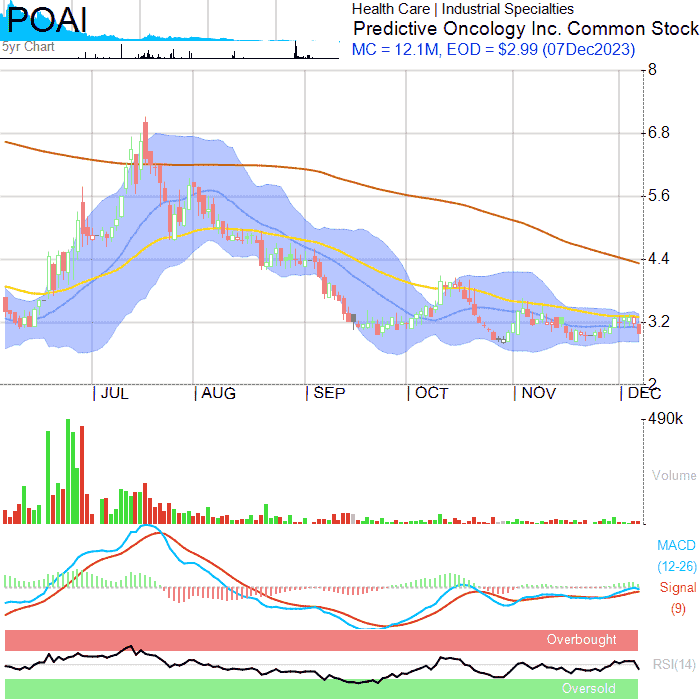 POAI
5yr Chart
Health Care | Industrial Specialties
Predictive Oncology Inc. Common Stock
MC = 12.1M, EOD = $2.99 (07Dec2023)
8
6.8
5.6
4.4
3.2
2
JUL
AUG
SEP
OCT
NOV
DEC
490k
Volume
MACD
(12-26)
Signal
(9)
Overbought
RSI(14)
Oversold